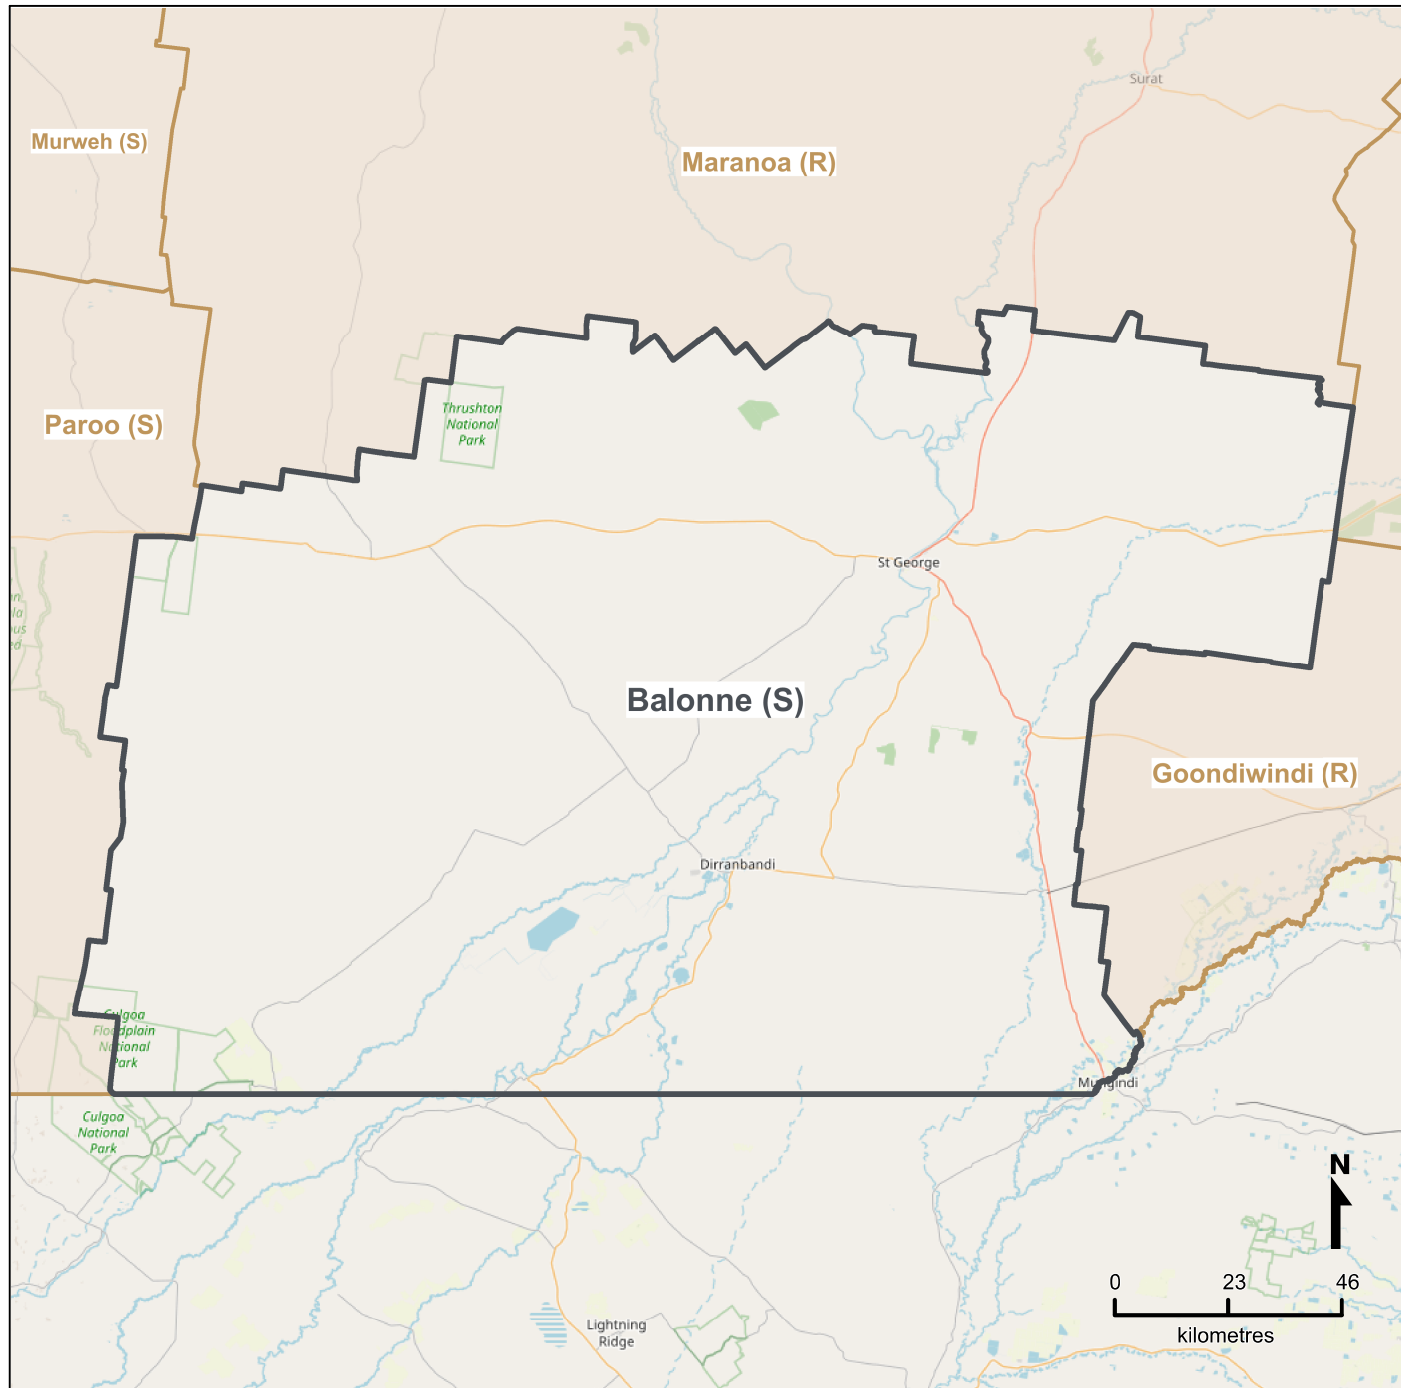 Surat
Murweh (S)
Maranoa (R)
Thrushton
National
Park
Paroo (S)
St George
Balonne (S)
Goondiwindi (R)
Dirranbandi
Culgoa
Floodplain
National
Park
Mungindi
Culgoa
National
Park
N
0 23 46
kilometres
Lightning
Ridge